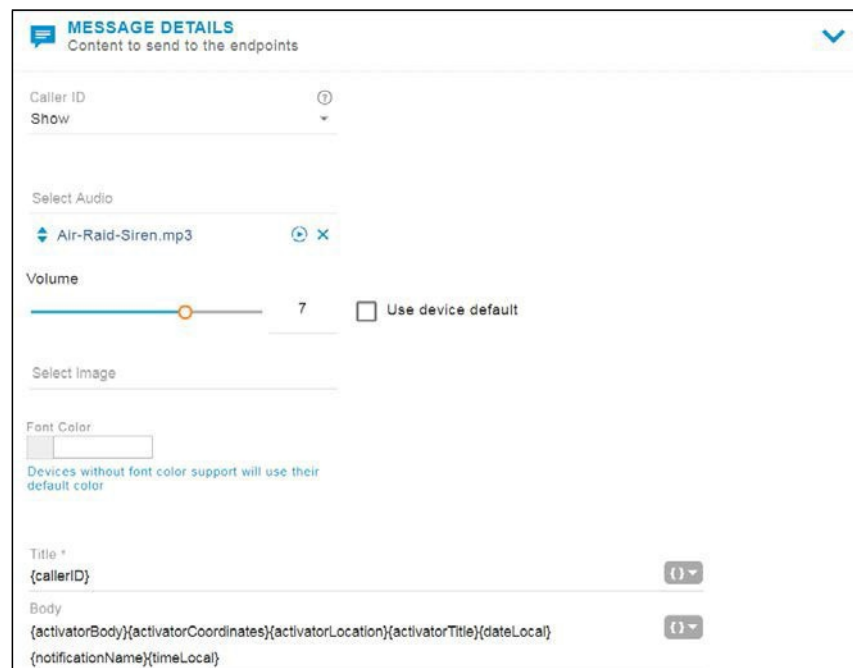 MESSAGE DETAILS
Content to send to the endpoints
Caller ID
Show
Select Audio
Air-Raid-Siren.mp3
Volume
7
Use device default
Select Image
Font Color
Devices without font color support will use their
default color
Title *
{callerID}
{ }
Body
{activatorBody}{activatorCoordinates}{activatorLocation}{activatorTitle}{dateLocal}
{ }
{notificationName}{timeLocal}